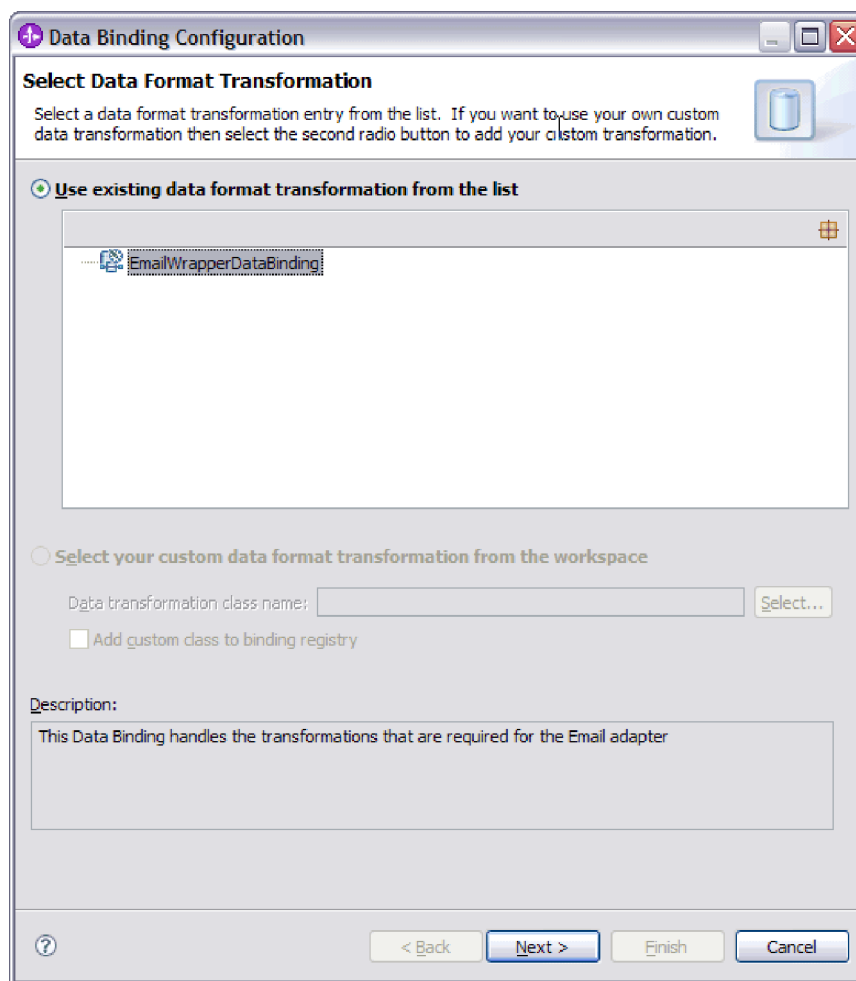 Data Binding Configuration
Select Data Format Transformation
Select a data format transformation entry from the list.  If you want to use your own custom
data transformation then select the second radio button to add your custom transformation.
Use existing data format transformation from the list
EmailWrapperDataBinding
Select your custom data format transformation from the workspace
Data transformation class name:
Select...
Add custom class to binding registry
Description:
This Data Binding handles the transformations that are required for the Email adapter
?
< Back
Next >
Finish
Cancel